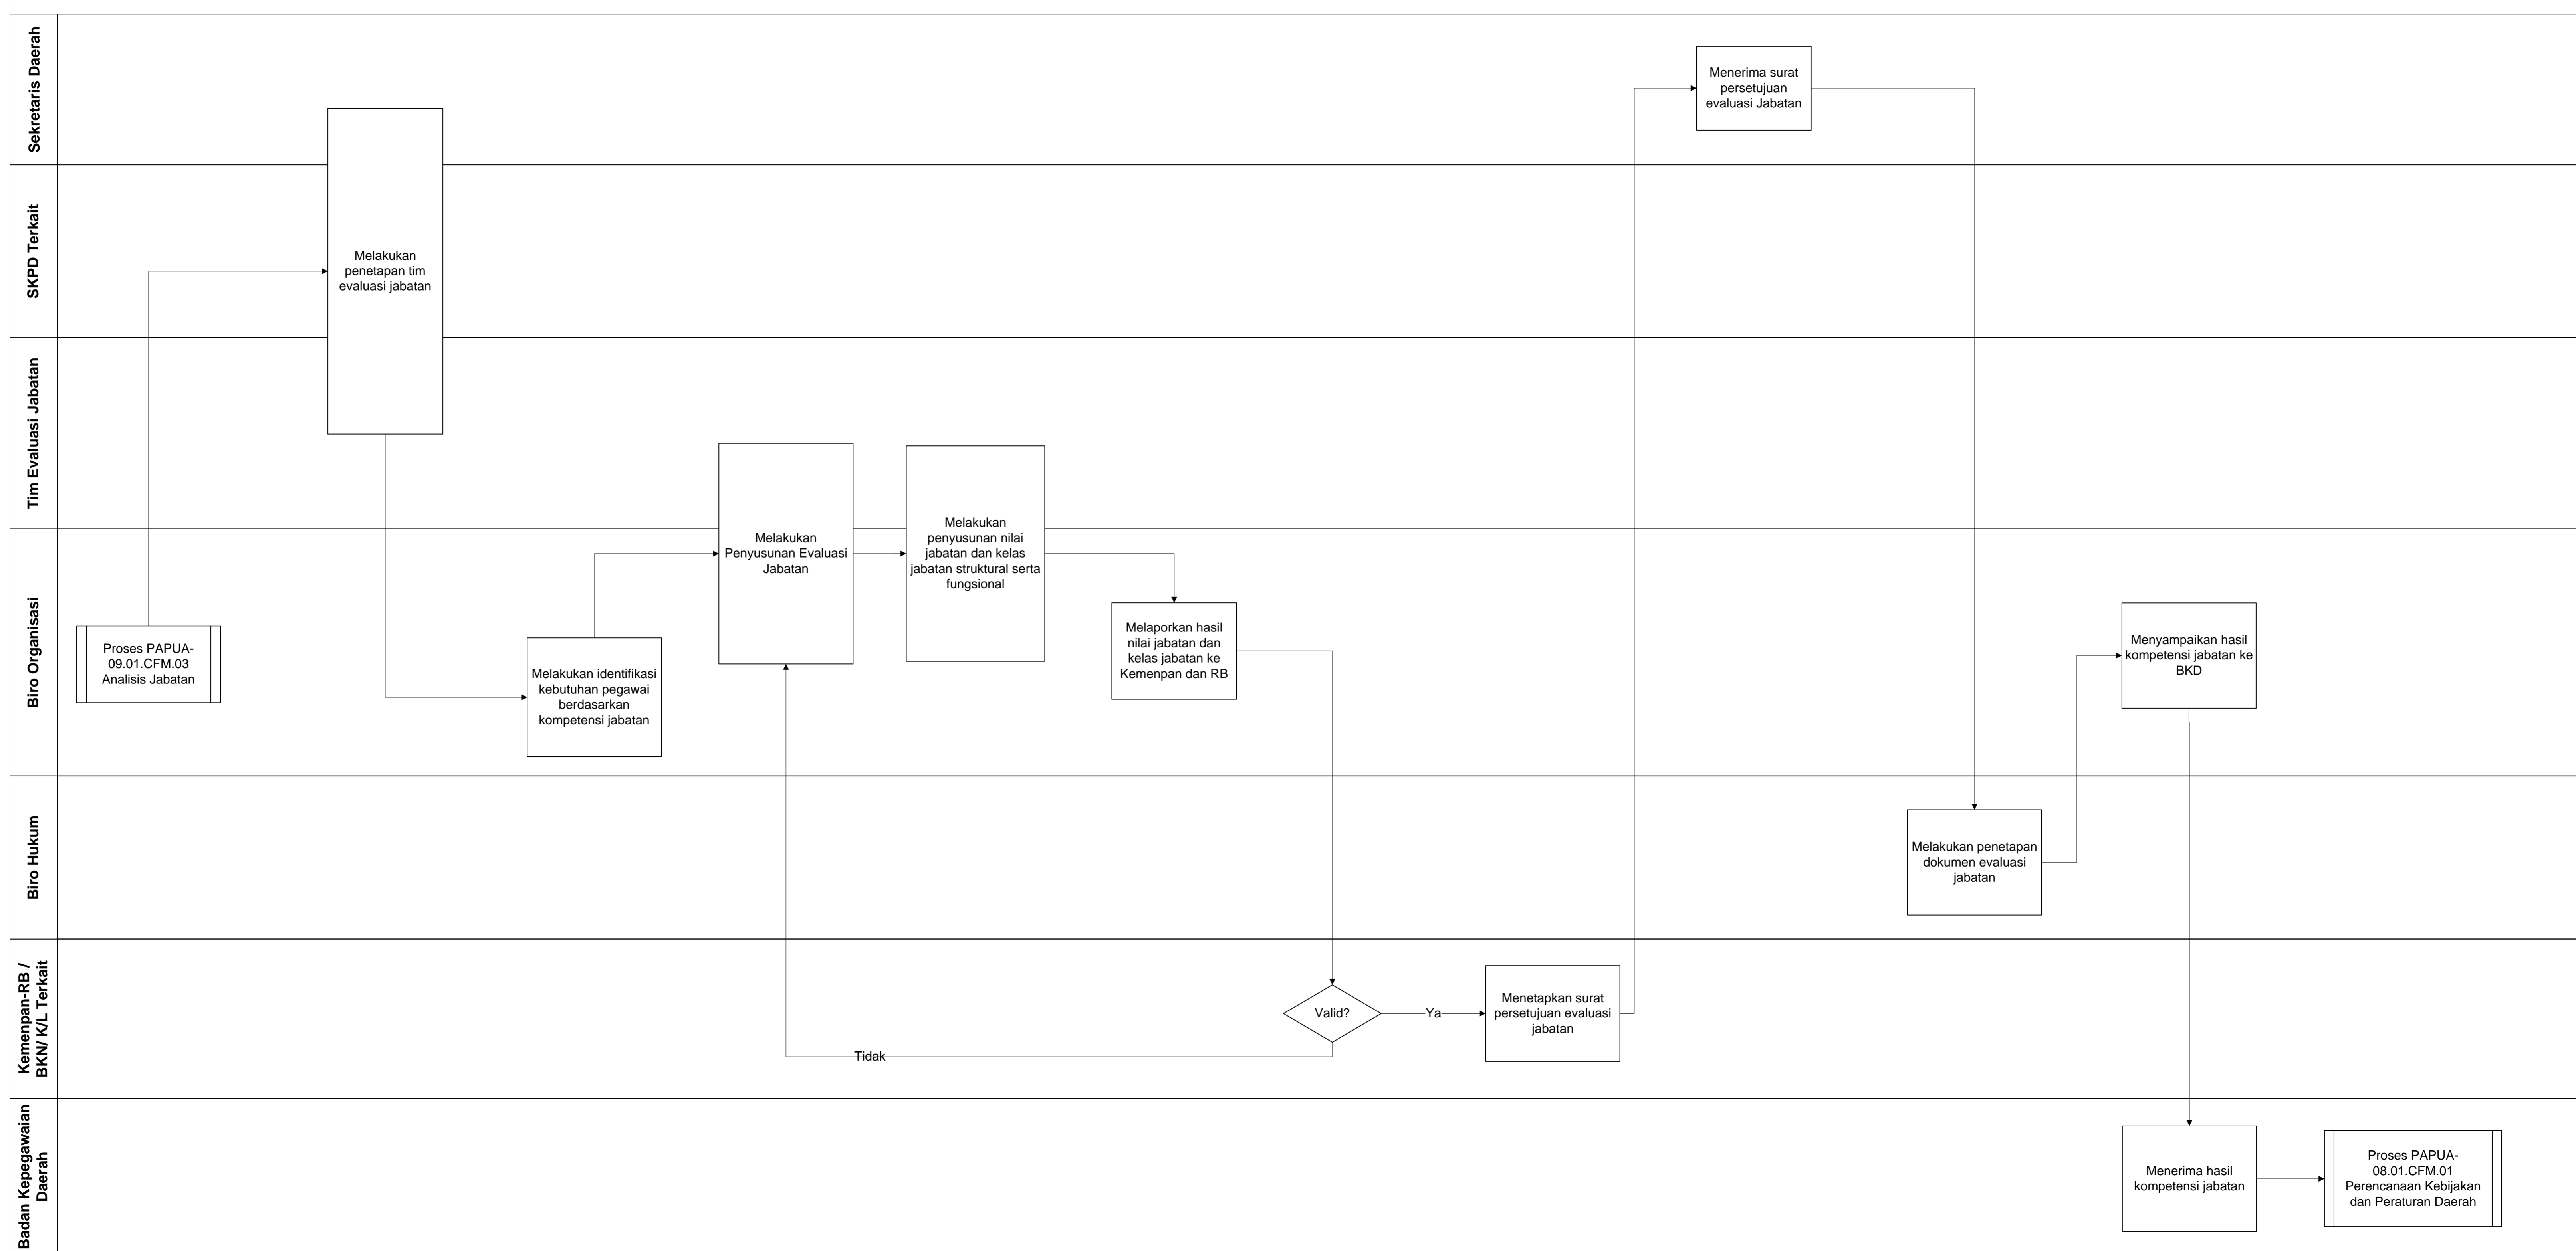 Sekretaris Daerah
Menerima surat
persetujuan
evaluasi Jabatan
SKPD Terkait
Melakukan
penetapan tim
evaluasi jabatan
Tim Evaluasi Jabatan
Biro Organisasi
Proses PAPUA-
09.01.CFM.03
Analisis Jabatan
Melakukan identifikasi
kebutuhan pegawai
berdasarkan
kompetensi jabatan
Melakukan
Penyusunan Evaluasi
Jabatan
Melakukan
penyusunan nilai
jabatan dan kelas
jabatan struktural serta
fungsional
Melaporkan hasil
nilai jabatan dan
kelas jabatan ke
Kemenpan dan RB
Menyampaikan hasil
kompetensi jabatan ke
BKD
Biro Hukum
Melakukan penetapan
dokumen evaluasi
jabatan
Kemenpan-RB /
BKN/ K/L Terkait
Valid?
Ya
Tidak
Menetapkan surat
persetujuan evaluasi
jabatan
Badan Kepegawaian
Daerah
Menerima hasil
kompetensi jabatan
Proses PAPUA-
08.01.CFM.01
Perencanaan Kebijakan
dan Peraturan Daerah